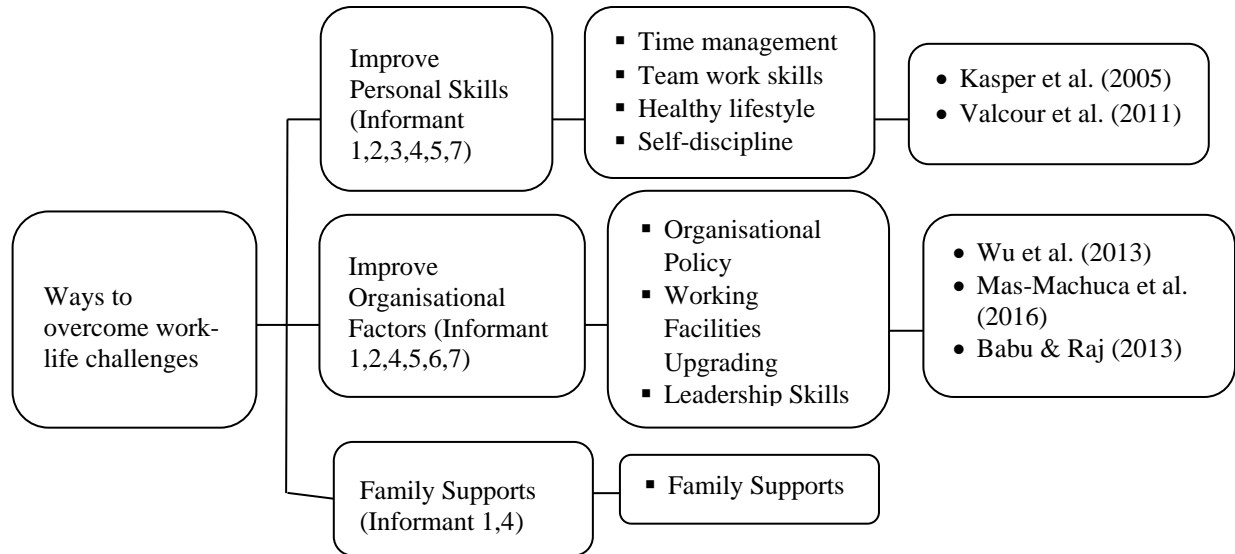 Ways to
overcome work-
life challenges
Improve
Personal Skills
(Informant
1,2,3,4,5,7)
▪ Time management
▪ Team work skills
▪ Healthy lifestyle
▪ Self-discipline
• Kasper et al. (2005)
• Valcour et al. (2011)
Improve
Organisational
Factors (Informant
1,2,4,5,6,7)
▪ Organisational
Policy
▪ Working
Facilities
Upgrading
▪ Leadership Skills
• Wu et al. (2013)
• Mas-Machuca et al.
(2016)
• Babu & Raj (2013)
Family Supports
(Informant 1,4)
▪ Family Supports